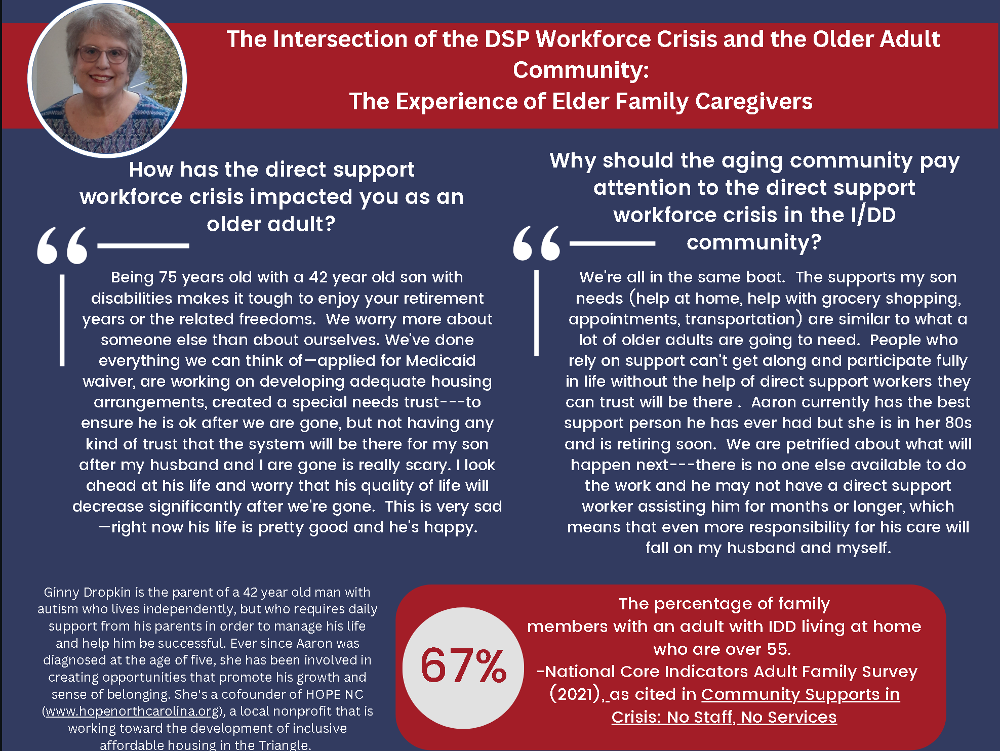 The Intersection of the DSP Workforce Crisis and the Older Adult
Community:
The Experience of Elder Family Caregivers
How has the direct support
workforce crisis impacted you as an
older adult?
Being 75 years old with a 42 year old son with
disabilities makes it tough to enjoy your retirement
years or the related freedoms.  We worry more about
someone else than about ourselves. We've done
everything we can think of—applied for Medicaid
waiver, are working on developing adequate housing
arrangements, created a special needs trust---to
ensure he is ok after we are gone, but not having any
kind of trust that the system will be there for my son
after my husband and I are gone is really scary. I look
ahead at his life and worry that his quality of life will
decrease significantly after we're gone.  This is very sad
—right now his life is pretty good and he's happy.
Why should the aging community pay
attention to the direct support
workforce crisis in the I/DD
community?
We're all in the same boat.  The supports my son
needs (help at home, help with grocery shopping,
appointments, transportation) are similar to what a
lot of older adults are going to need.  People who
rely on support can't get along and participate fully
in life without the help of direct support workers they
can trust will be there .  Aaron currently has the best
support person he has ever had but she is in her 80s
and is retiring soon.  We are petrified about what will
happen next---there is no one else available to do
the work and he may not have a direct support
worker assisting him for months or longer, which
means that even more responsibility for his care will
fall on my husband and myself.
Ginny Dropkin is the parent of a 42 year old man with
autism who lives independently, but who requires daily
support from his parents in order to manage his life
and help him be successful. Ever since Aaron was
diagnosed at the age of five, she has been involved in
creating opportunities that promote his growth and
sense of belonging. She's a cofounder of HOPE NC
(www.hopenorthcarolina.org), a local nonprofit that is
working toward the development of inclusive
affordable housing in the Triangle.
67%
The percentage of family
members with an adult with IDD living at home
who are over 55.
-National Core Indicators Adult Family Survey
(2021), as cited in Community Supports in
Crisis: No Staff, No Services